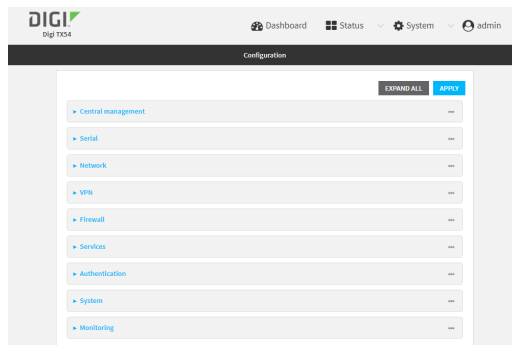 DIGI
Digi TX54
Dashboard Status System admin
Configuration
EXPAND ALL APPLY
Central management
Serial
Network
VPN
Firewall
Services
Authentication
System
Monitoring